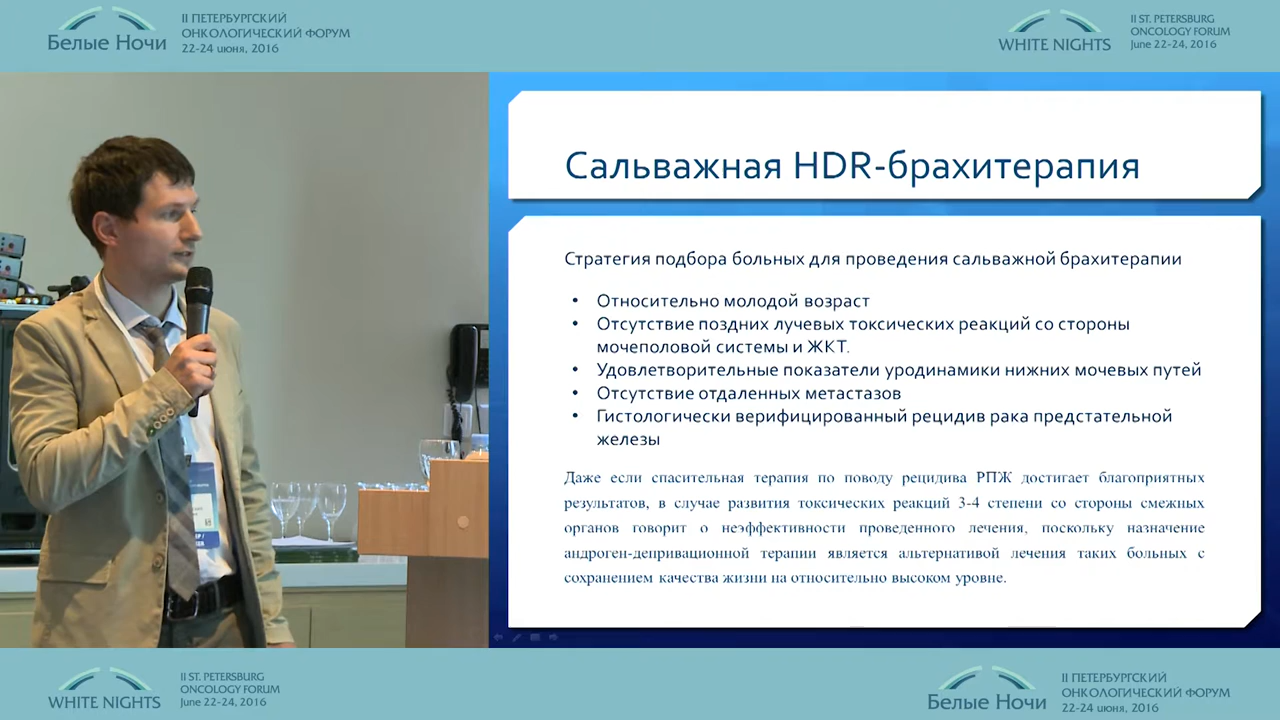 Белые Ночи
II ПЕТЕРБУРГСКИЙ
ОНКОЛОГИЧЕСКИЙ ФОРУМ
22-24 июня, 2016
WHITE NIGHTS
II ST. PETERSBURG
ONCOLOGY FORUM
June 22-24, 2016
Сальважная HDR-брахитерапия
Стратегия подбора больных для проведения сальважной брахитерапии
• Относительно молодой возраст
• Отсутствие поздних лучевых токсических реакций со стороны
мочеполовой системы и ЖКТ.
• Удовлетворительные показатели уродинамики нижних мочевых путей
• Отсутствие отдаленных метастазов
• Гистологически верифицированный рецидив рака предстательной
железы
Даже если спасительная терапия по поводу рецидива РПЖ достигает благоприятных
результатов, в случае развития токсических реакций 3-4 степени со стороны смежных
органов говорит о неэффективности проведенного лечения, поскольку назначение
андроген-депривационной терапии является альтернативой лечения таких больных с
сохранением качества жизни на относительно высоком уровне.
WHITE NIGHTS
II ST. PETERSBURG
ONCOLOGY FORUM
June 22-24, 2016
Белые Ночи
II ПЕТЕРБУРГСКИЙ
ОНКОЛОГИЧЕСКИЙ ФОРУМ
22-24 июня, 2016